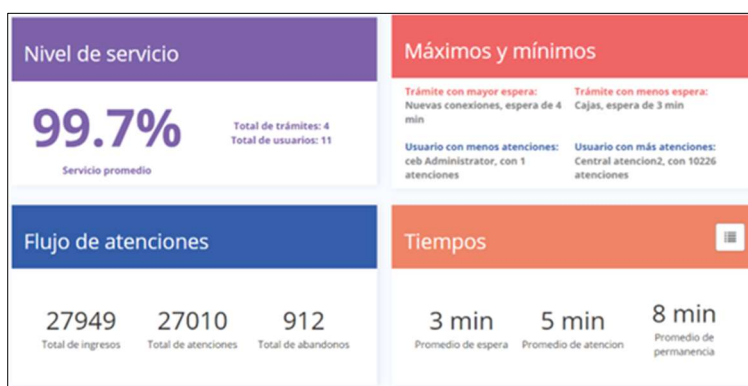 Nivel de servicio
99.7%
Servicio promedio
Total de trámites: 4
Total de usuarios: 11
Máximos y mínimos
Trámite con mayor espera:
Nuevas conexiones, espera de 4
min
Trámite con menos espera:
Cajas, espera de 3 min
Usuario con menos atenciones:
ceb Administrator, con 1
atenciones
Usuario con más atenciones:
Central atencion2, con 10226
atenciones
Flujo de atenciones
27949
Total de ingresos
27010
Total de atenciones
912
Total de abandonos
Tiempos
3 min
Promedio de espera
5 min
Promedio de atencion
8 min
Promedio de
permanencia